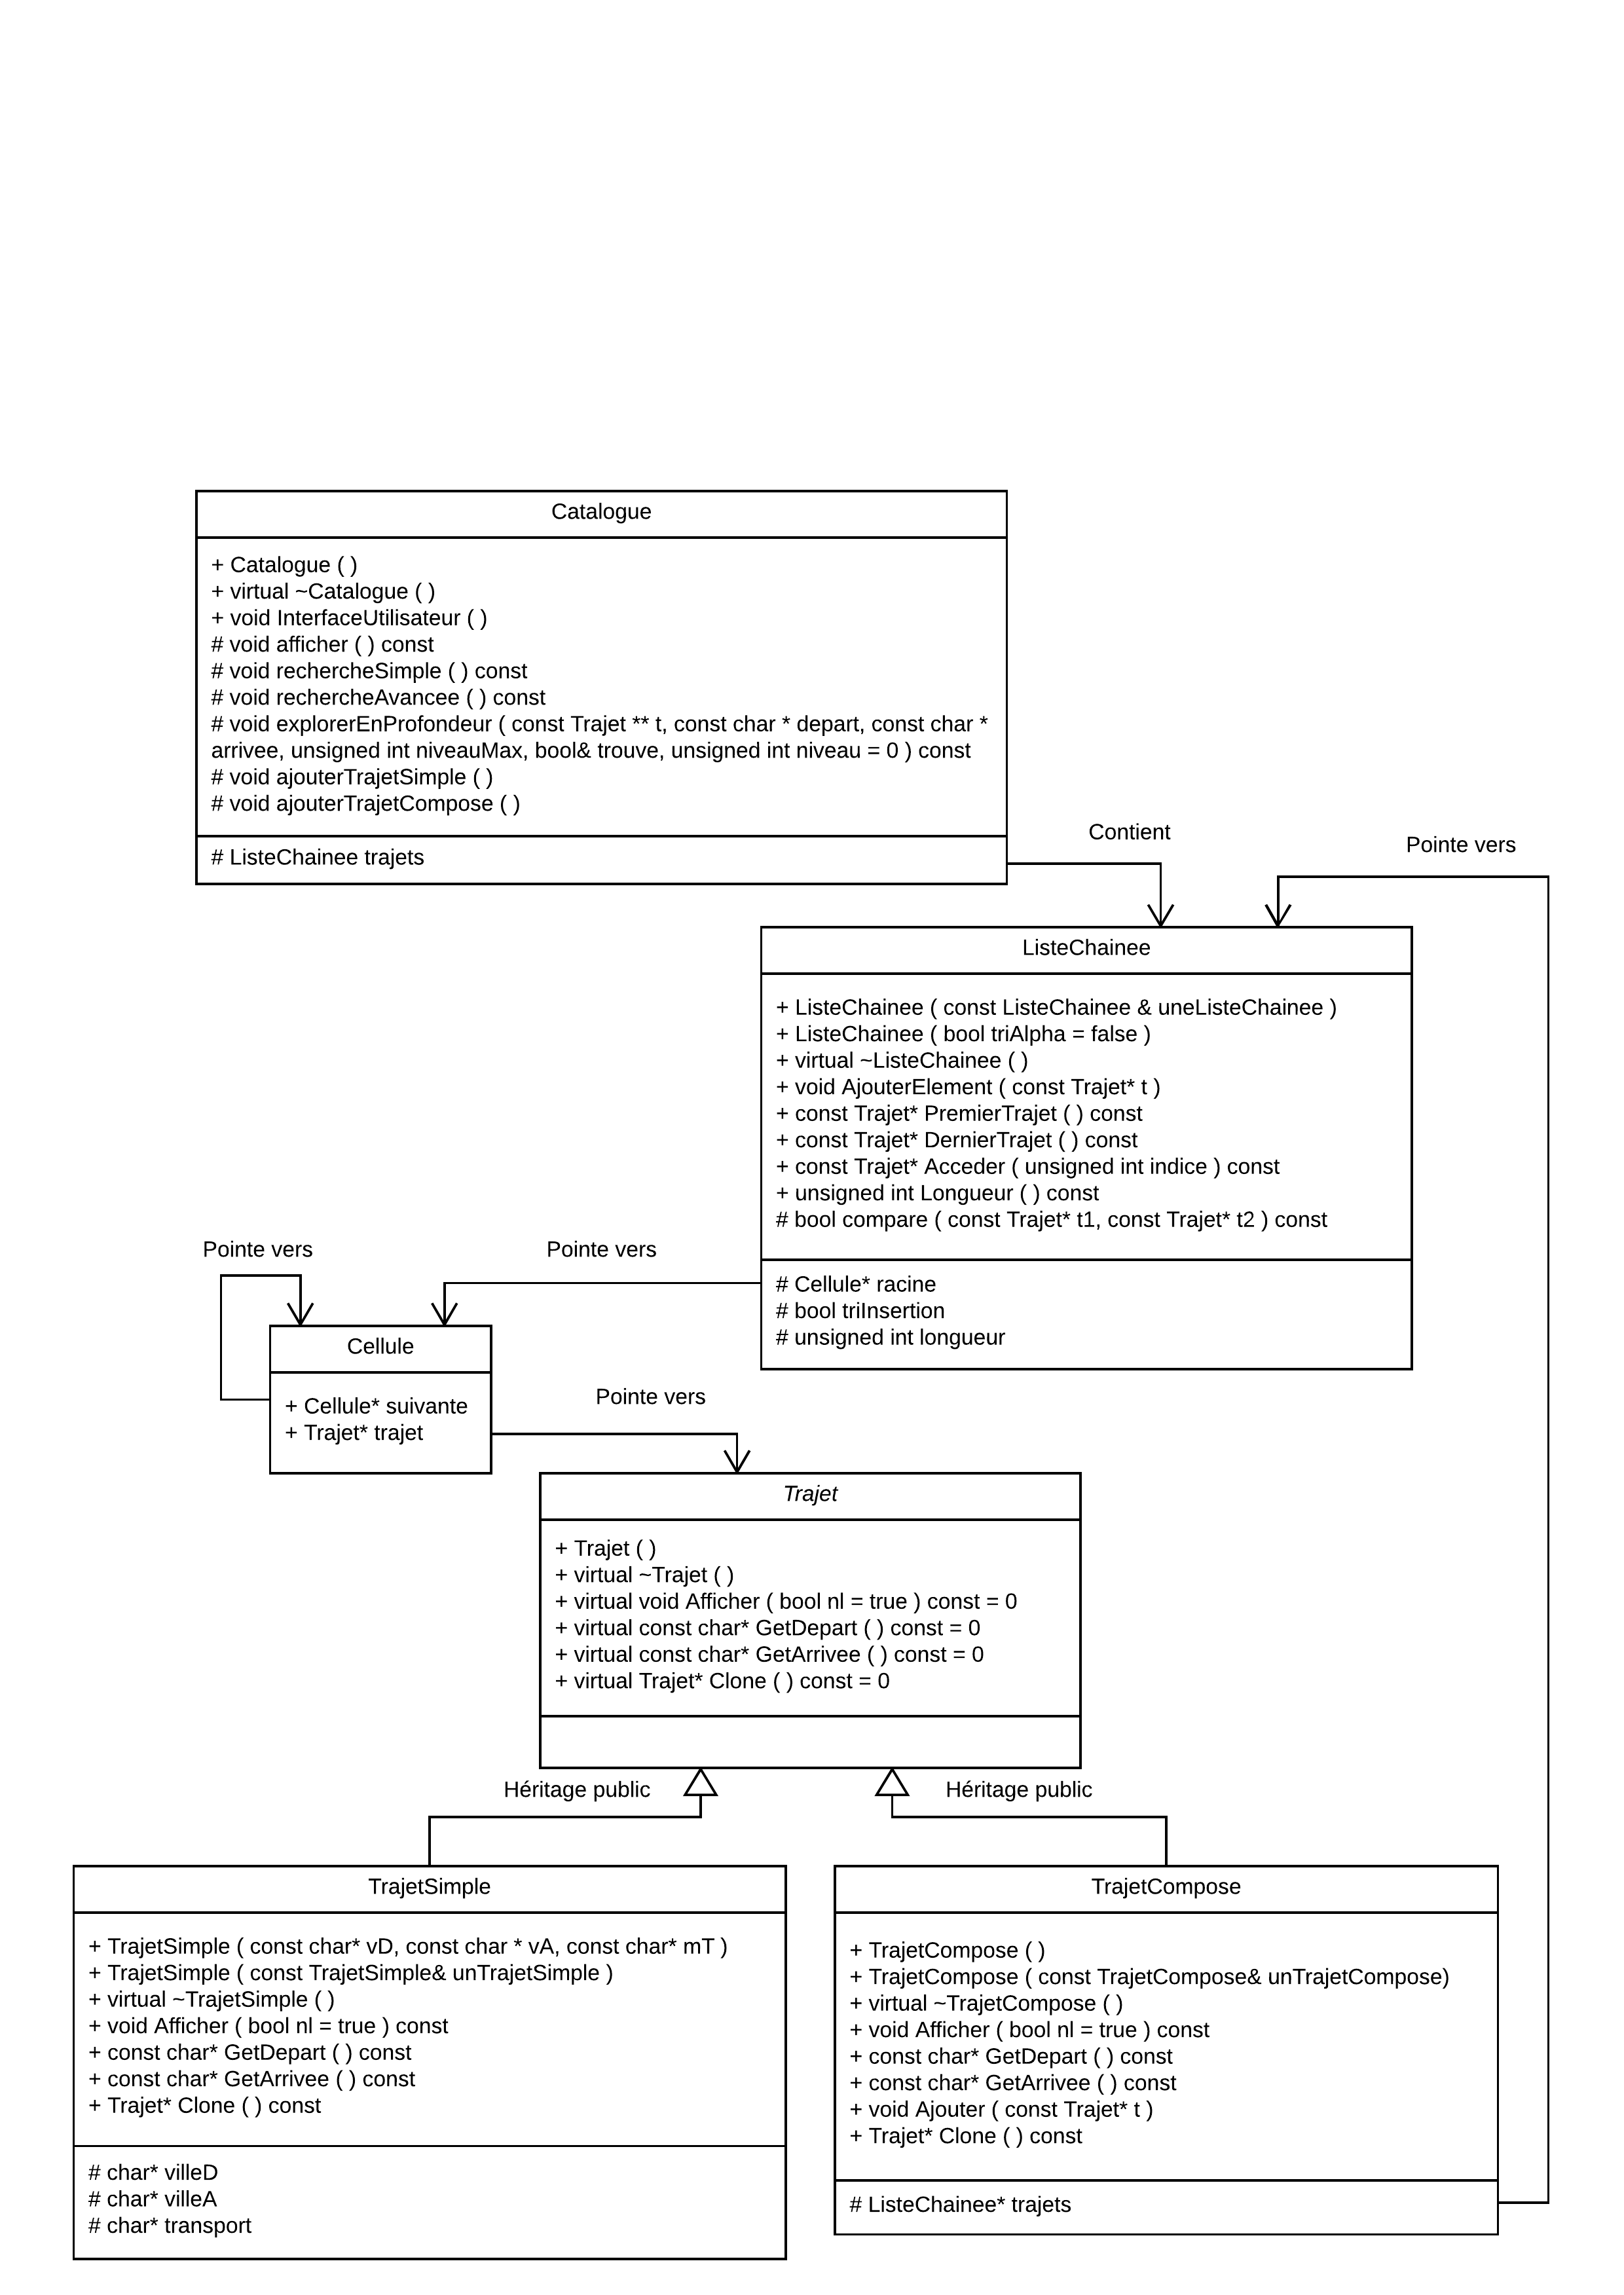 Catalogue
+ Catalogue ( )
+ virtual ~Catalogue ( )
+ void InterfaceUtilisateur ( )
# void afficher ( ) const
# void rechercheSimple ( ) const
# void rechercheAvancee ( ) const
# void explorerEnProfondeur ( const Trajet ** t, const char * depart, const char *
arrivee, unsigned int niveauMax, bool& trouve, unsigned int niveau = 0 ) const
# void ajouterTrajetSimple ( )
# void ajouterTrajetCompose ( )
# ListeChainee trajets
Contient
Pointe vers
ListeChainee
+ ListeChainee ( const ListeChainee & uneListeChainee )
+ ListeChainee ( bool triAlpha = false )
+ virtual ~ListeChainee ( )
+ void AjouterElement ( const Trajet* t )
+ const Trajet* PremierTrajet ( ) const
+ const Trajet* DernierTrajet ( ) const
+ const Trajet* Acceder ( unsigned int indice ) const
+ unsigned int Longueur ( ) const
# bool compare ( const Trajet* t1, const Trajet* t2 ) const
# Cellule* racine
# bool triInsertion
# unsigned int longueur
Pointe vers
Pointe vers
Cellule
+ Cellule* suivante
+ Trajet* trajet
Pointe vers
Trajet
+ Trajet ( )
+ virtual ~Trajet ( )
+ virtual void Afficher ( bool nl = true ) const = 0
+ virtual const char* GetDepart ( ) const = 0
+ virtual const char* GetArrivee ( ) const = 0
+ virtual Trajet* Clone ( ) const = 0
Héritage public
Héritage public
TrajetSimple
+ TrajetSimple ( const char* vD, const char * vA, const char* mT )
+ TrajetSimple ( const TrajetSimple& unTrajetSimple )
+ virtual ~TrajetSimple ( )
+ void Afficher ( bool nl = true ) const
+ const char* GetDepart ( ) const
+ const char* GetArrivee ( ) const
+ Trajet* Clone ( ) const
# char* villeD
# char* villeA
# char* transport
TrajetCompose
+ TrajetCompose ( )
+ TrajetCompose ( const TrajetCompose& unTrajetCompose)
+ virtual ~TrajetCompose ( )
+ void Afficher ( bool nl = true ) const
+ const char* GetDepart ( ) const
+ const char* GetArrivee ( ) const
+ void Ajouter ( const Trajet* t )
+ Trajet* Clone ( ) const
# ListeChainee* trajets